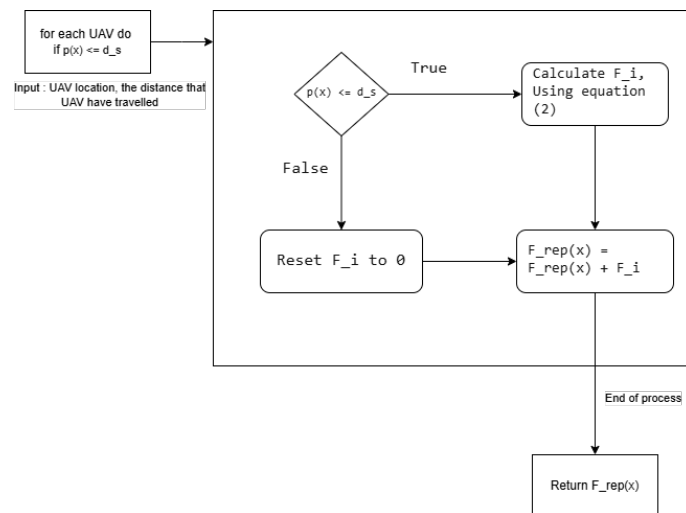 for each UAV do
if p(x) <= d_s
Input : UAV location, the distance that
UAV have travelled
p(x) <= d_s
True
Calculate F_i,
Using equation
(2)
False
Reset F_i to 0
F_rep(x) =
F_rep(x) + F_i
End of process
Return F_rep(x)